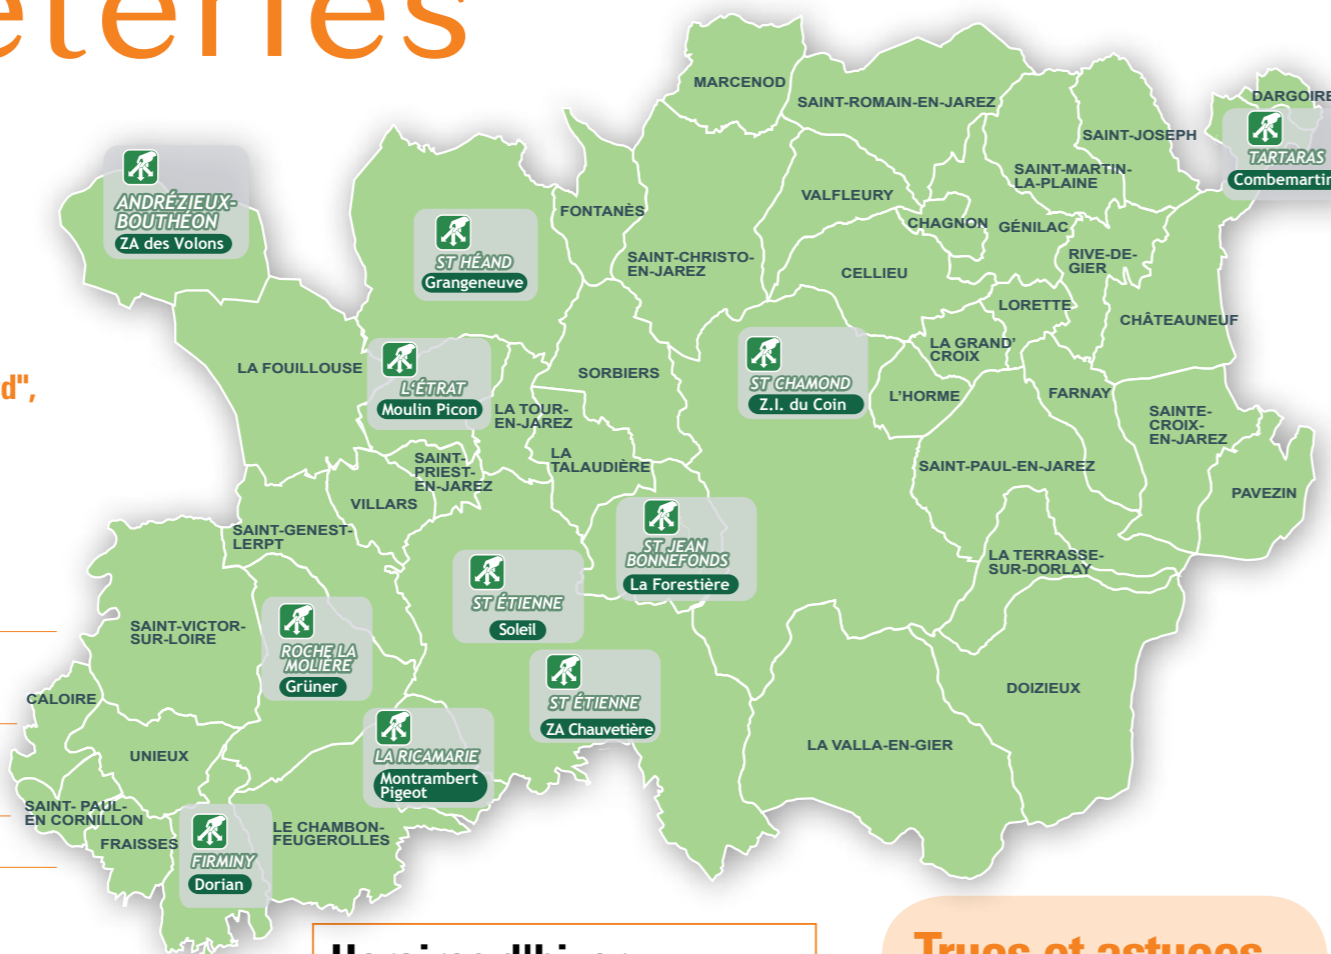 MARCENOD
SAINT-ROMAIN-EN-JAREZ
DARGOIRE
SAINT-JOSEPH
TARTARAS
Combemartin
SAINT-MARTIN-
LA-PLAINE
ANDRÉZIEUX-
BOUTHÉON
ZA des Volons
FONTANÈS
VALFLEURY
CHAGNON
GÉNILAC
ST HÉAND
Grangeneuve
SAINT-CHRISTO-
EN-JAREZ
CELLIEU
RIVE-DE-
GIER
LORETTE
CHÂTEAUNEUF
LA GRAND'
CROIX
LA FOUILLOUSE
L'ÉTRAT
Moulin Picon
SORBIERS
ST CHAMOND
Z.I. du Coin
L'HORME
FARNAY
d",
LA TOUR-
EN-JAREZ
SAINTE-
CROIX-
EN-JAREZ
SAINT-
PRIEST-
EN-JAREZ
LA
TALAUDIÈRE
SAINT-PAUL-EN-JAREZ
PAVEZIN
VILLARS
SAINT-GENEST-
LERPT
ST JEAN
BONNEFONDS
La Forestière
LA TERRASSE-
SUR-DORLAY
ST ÉTIENNE
Soleil
SAINT-VICTOR-
SUR-LOIRE
ROCHE LA
MOLIÈRE
Grüner
CALOIRE
ST ÉTIENNE
ZA Chauvetière
DOIZIEUX
UNIEUX
LA RICAMARIE
Montrambert
Pigeot
LA VALLA-EN-GIER
SAINT- PAUL-
EN CORNILLON
FRAISSES
FIRMINY
Dorian
LE CHAMBON-
FEUGEROLLES
Trucs et astuces